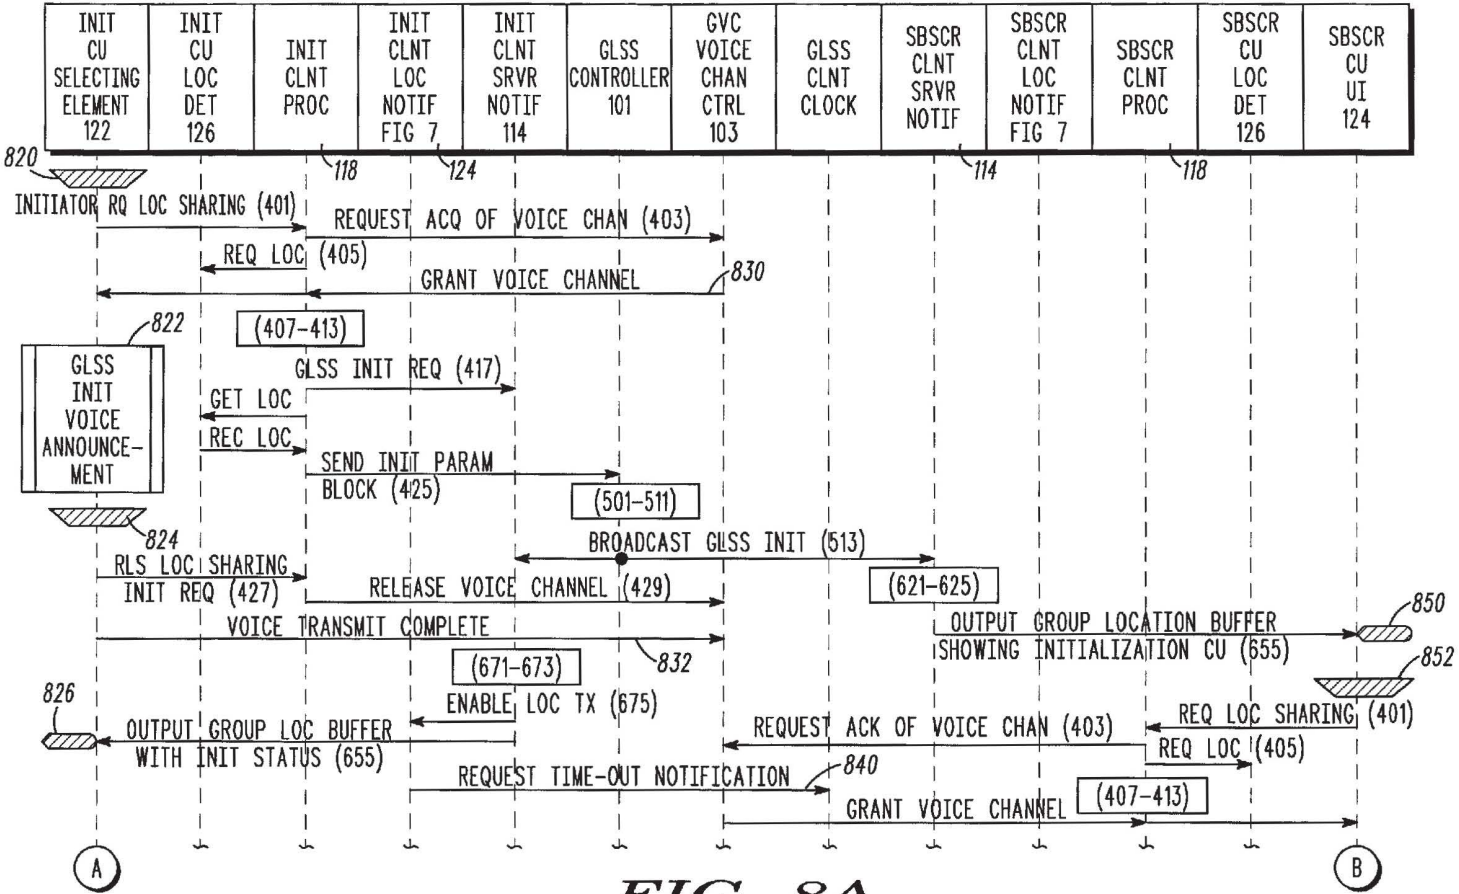 INIT
CU
SELECTING
ELEMENT
122
INIT
CU
LOC
DET
126
INIT
CLNT
PROC
INIT
CLNT
LOC
NOTIF
FIG 7
INIT
CLNT
SRVR
NOTIF
114
GLSS
CONTROLLER
101
GVC
VOICE
CHAN
CTRL
103
GLSS
CLNT
CLOCK
SBSCR
CLNT
SRVR
NOTIF
SBSCR
CLNT
LOC
NOTIF
FIG 7
SBSCR
CLNT
PROC
SBSCR
CU
LOC
DET
126
SBSCR
CU
UI
124
820
118
124
114
118
INITIATOR RQ LOC SHARING (401)
REQUEST ACQ OF VOICE CHAN (403)
REQ LOC (405)
GRANT VOICE CHANNEL
830
(407-413)
822
GLSS
INIT
VOICE
ANNOUNCE-
MENT
GLSS INIT REQ (417)
GET LOC
REC LOC
SEND INIT PARAM
BLOCK (425)
(501-511)
824
BROADCAST GLSS INIT (513)
RLS LOC SHARING
INIT REQ (427)
RELEASE VOICE CHANNEL (429)
(621-625)
VOICE TRANSMIT COMPLETE
832
OUTPUT GROUP LOCATION BUFFER
SHOWING INITIALIZATION CU (655)
850
852
(671-673)
826
ENABLE LOC TX (675)
OUTPUT GROUP LOC BUFFER
WITH INIT STATUS (655)
REQ LOC SHARING (401)
REQUEST ACK OF VOICE CHAN (403)
REQ LOC (405)
REQUEST TIME-OUT NOTIFICATION
840
(407-413)
GRANT VOICE CHANNEL
A
B
FIG. 8A